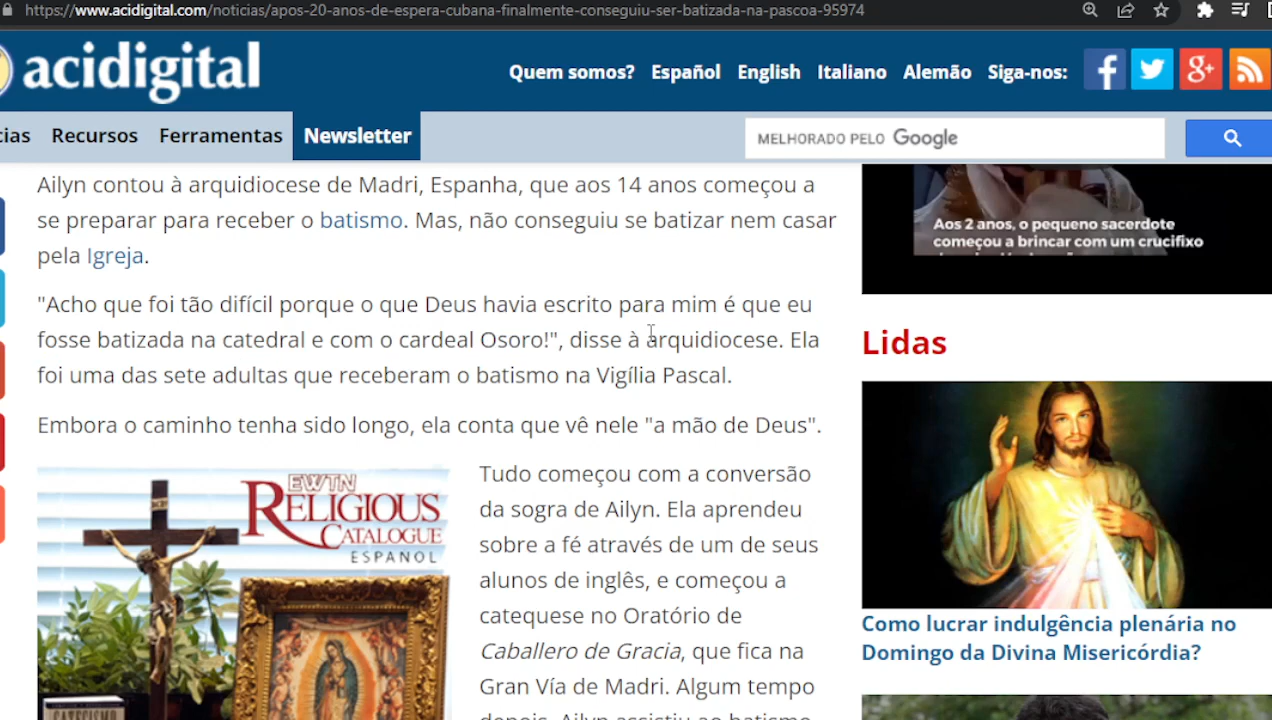 https://www.acidigital.com/noticias/apos-20-anos-de-espera-cubana-finalmente-conseguiu-ser-batizada-na-pascoa-95974
acidigital
Quem somos? Español English Italiano Alemão Siga-nos:
cias Recursos Ferramentas Newsletter
MELHORADO PELO Google
Ailyn contou à arquidiocese de Madri, Espanha, que aos 14 anos começou a
se preparar para receber o batismo. Mas, não conseguiu se batizar nem casar
pela Igreja.
"Acho que foi tão difícil porque o que Deus havia escrito para mim é que eu
fosse batizada na catedral e com o cardeal Osoro!", disse à arquidiocese. Ela
foi uma das sete adultas que receberam o batismo na Vigília Pascal.
Embora o caminho tenha sido longo, ela conta que vê nele "a mão de Deus".
EWTN
RELIGIOUS
CATALOGUE
ESPAÑOL
CATECISMO
Tudo começou com a conversão
da sogra de Ailyn. Ela aprendeu
sobre a fé através de um de seus
alunos de inglês, e começou a
catequese no Oratório de
Caballero de Gracia, que fica na
Gran Vía de Madri. Algum tempo
depois, Ailyn assistiu ao batismo
Aos 2 anos, o pequeno sacerdote
começou a brincar com um crucifixo
Lidas
Como lucrar indulgência plenária no
Domingo da Divina Misericórdia?